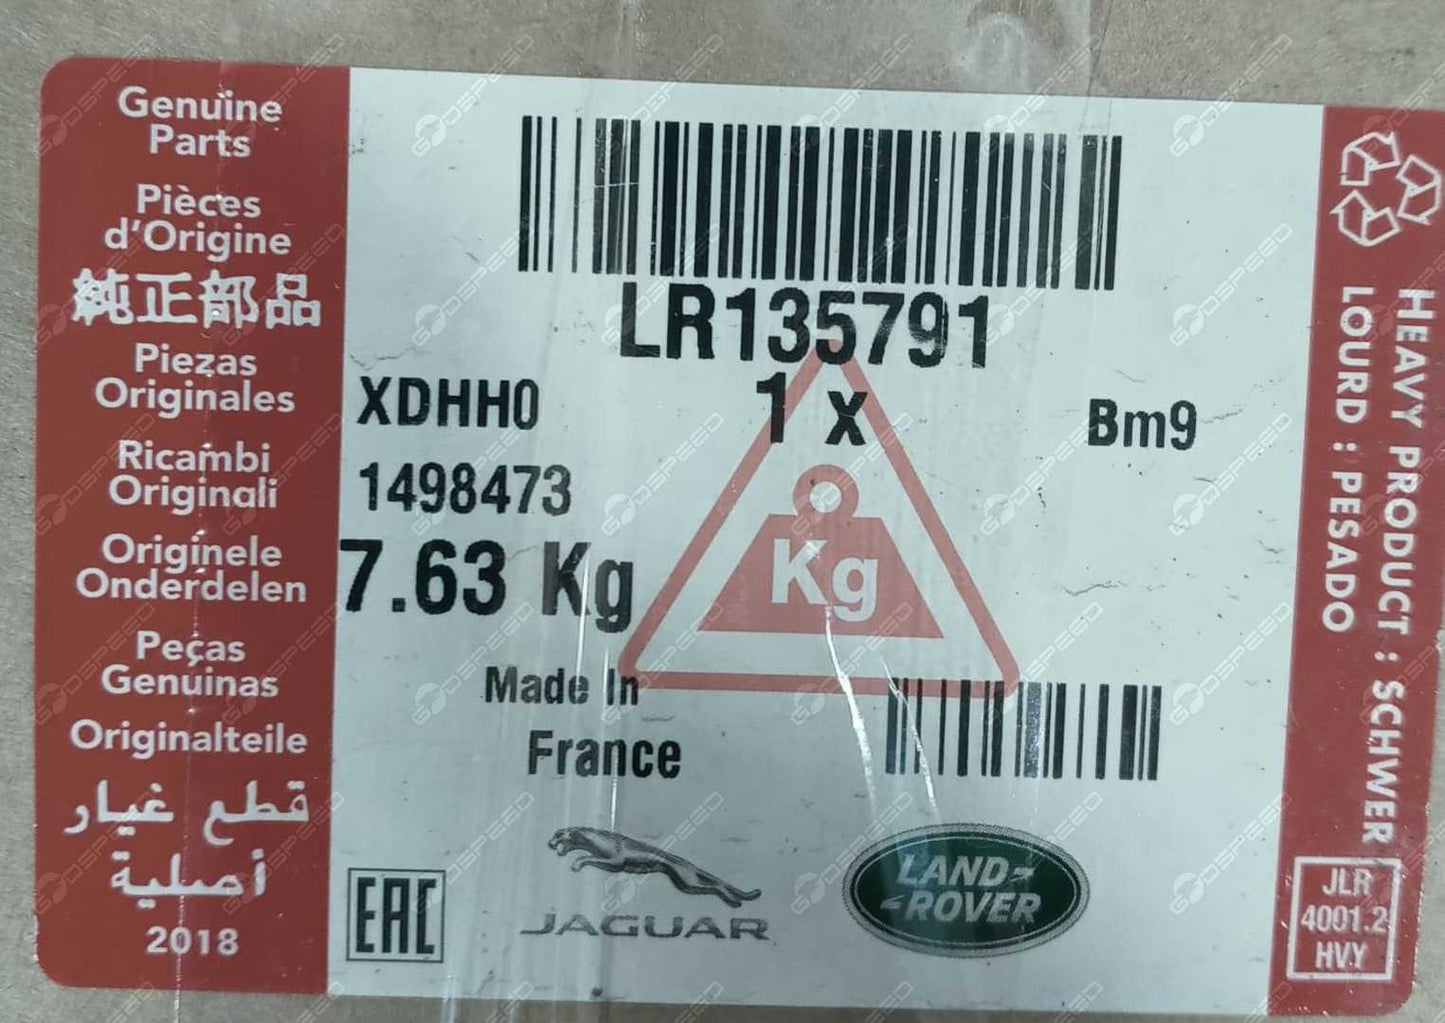 Genuine
Parts
Pièces
d'Origine
純正部品
Piezas
Originales
Ricambi
Originali
Originele
Onderdelen
Peças
Genuinas
Originalteile
قطع غيار
أصلية
2018
LR135791
XDHH0
1 x
Bm9
1498473
7.63 Kg
Kg
Made In
France
EAC
JAGUAR
LAND-
-ROVER
HEAVY PRODUCT : SCHWER
LOURD : PESADO
JLR
4001.2
HVY
GODSPEED